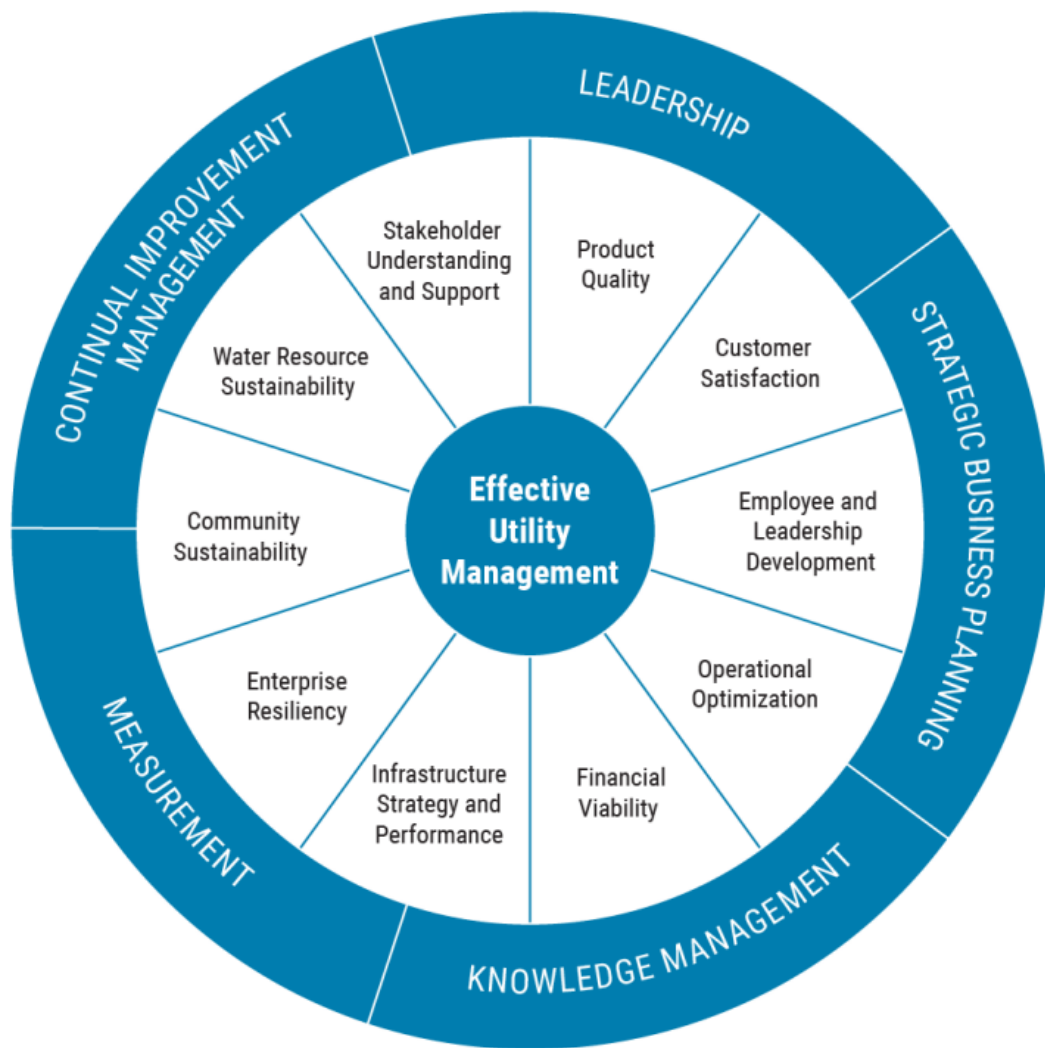 LEADERSHIP
STRATEGIC BUSINESS PLANNING
KNOWLEDGE MANAGEMENT
MEASUREMENT
CONTINUAL IMPROVEMENT
MANAGEMENT
Product
Quality
Customer
Satisfaction
Employee and
Leadership
Development
Operational
Optimization
Financial
Viability
Infrastructure
Strategy and
Performance
Enterprise
Resiliency
Community
Sustainability
Water Resource
Sustainability
Stakeholder
Understanding
and Support
Effective
Utility
Management